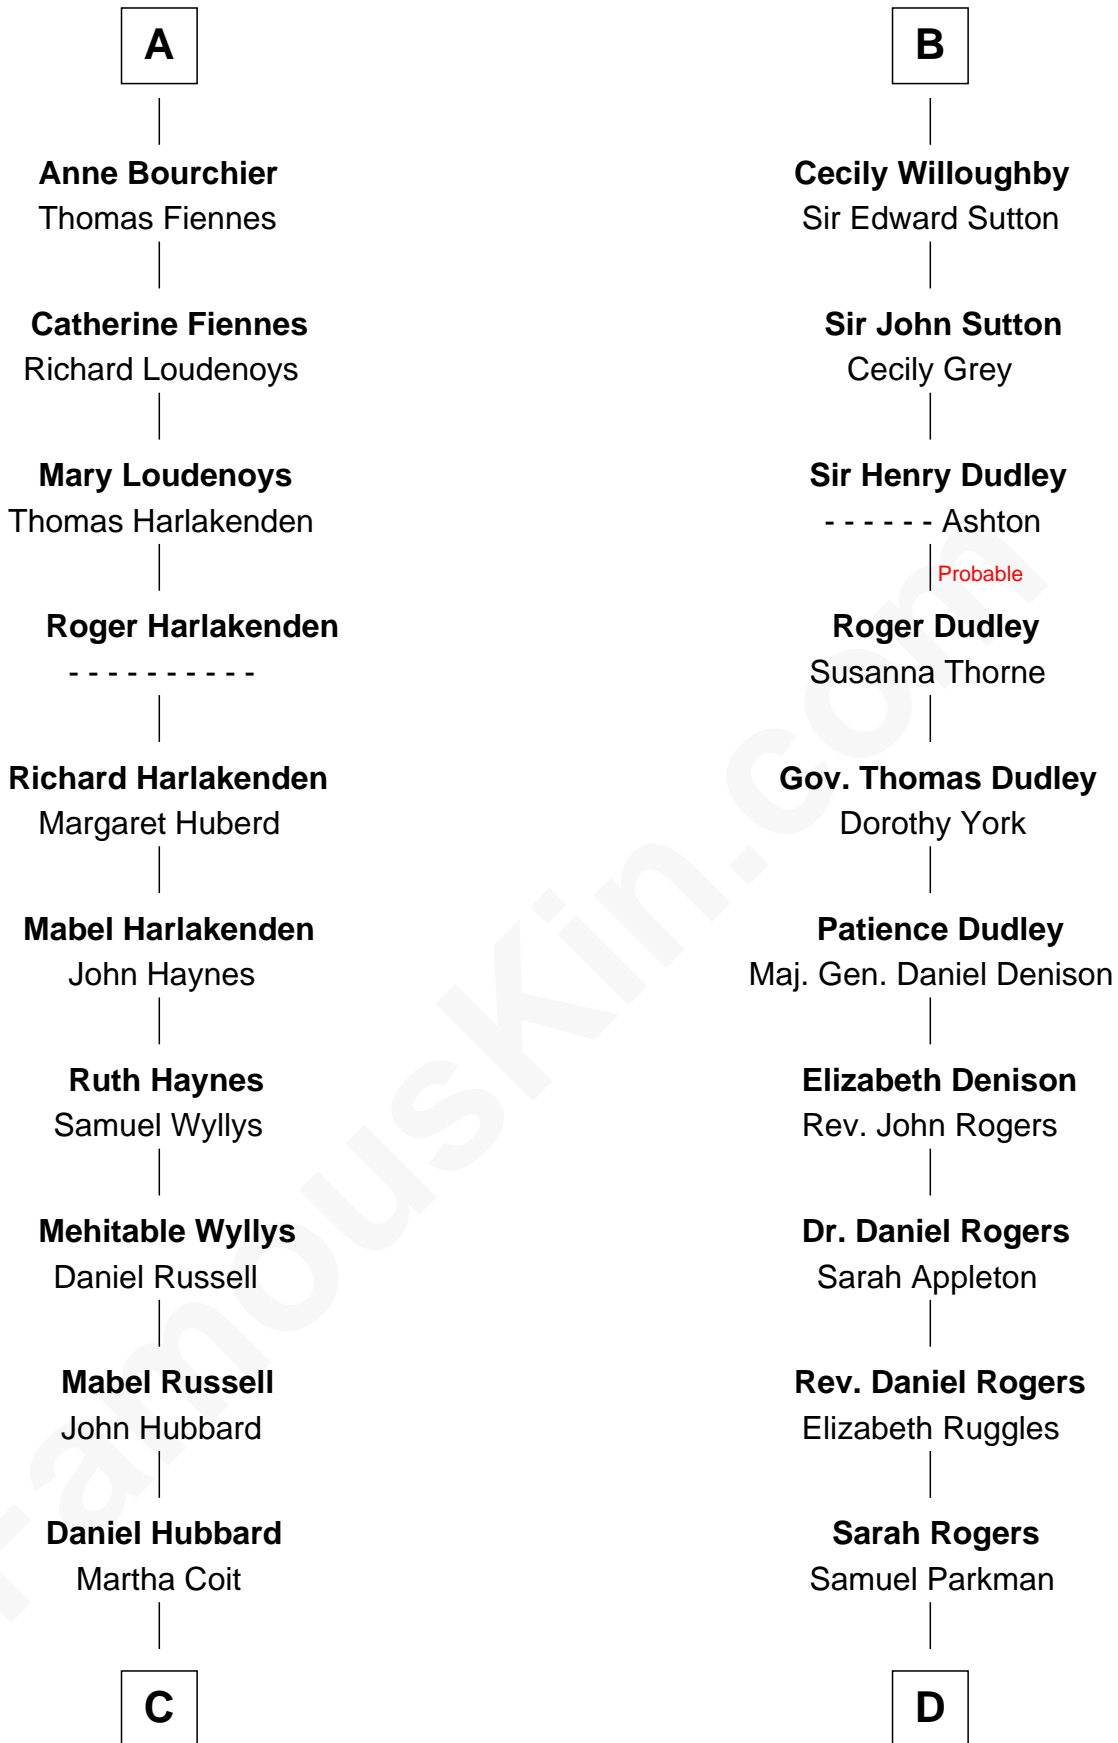 A
Anne Bourchier
Thomas Fiennes
Catherine Fiennes
Richard Loudenoys
Mary Loudenoys
Thomas Harlakenden
Roger Harlakenden
- - - - - - - - - -
Richard Harlakenden
Margaret Huberd
Mabel Harlakenden
John Haynes
Ruth Haynes
Samuel Wyllys
Mehitable Wyllys
Daniel Russell
Mabel Russell
John Hubbard
Daniel Hubbard
Martha Coit
C
B
Cecily Willoughby
Sir Edward Sutton
Sir John Sutton
Cecily Grey
Sir Henry Dudley
- - - - - - Ashton
Probable
Roger Dudley
Susanna Thorne
Gov. Thomas Dudley
Dorothy York
Patience Dudley
Maj. Gen. Daniel Denison
Elizabeth Denison
Rev. John Rogers
Dr. Daniel Rogers
Sarah Appleton
Rev. Daniel Rogers
Elizabeth Ruggles
Sarah Rogers
Samuel Parkman
D
FamousKin.com